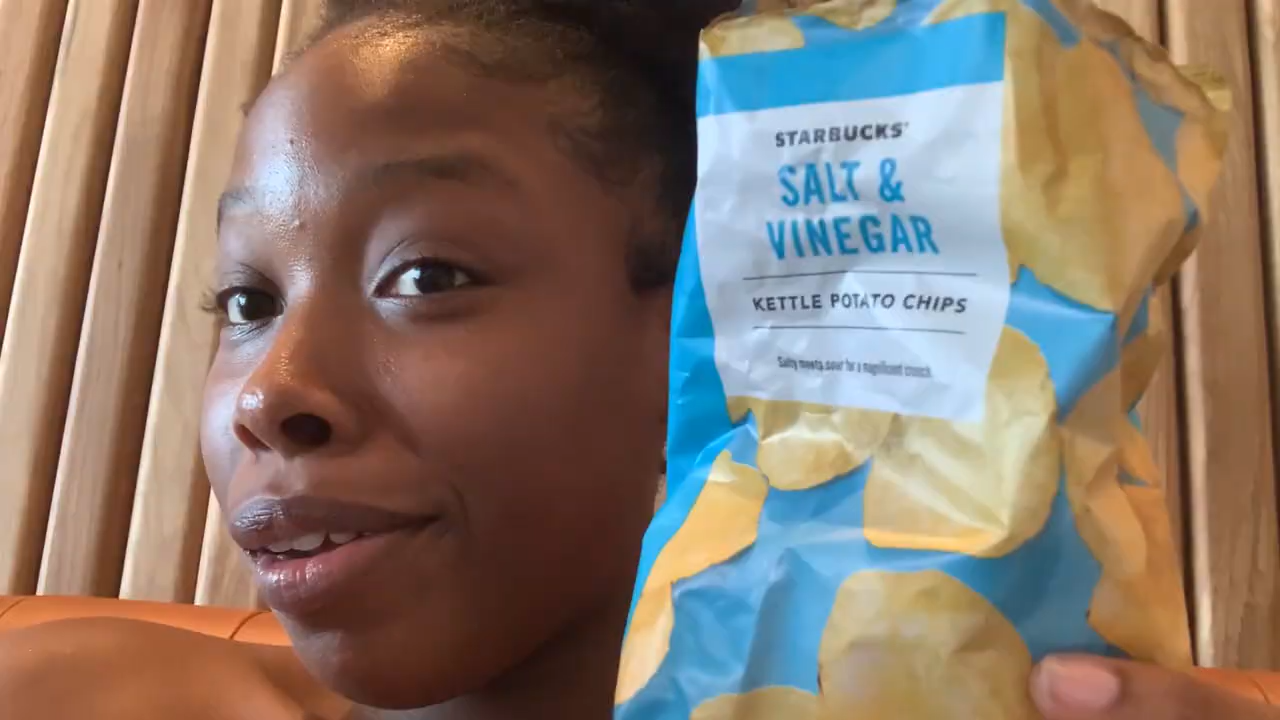 STARBUCKS®
SALT &
VINEGAR
KETTLE POTATO CHIPS
Salty meets sour for a magnificent crunch